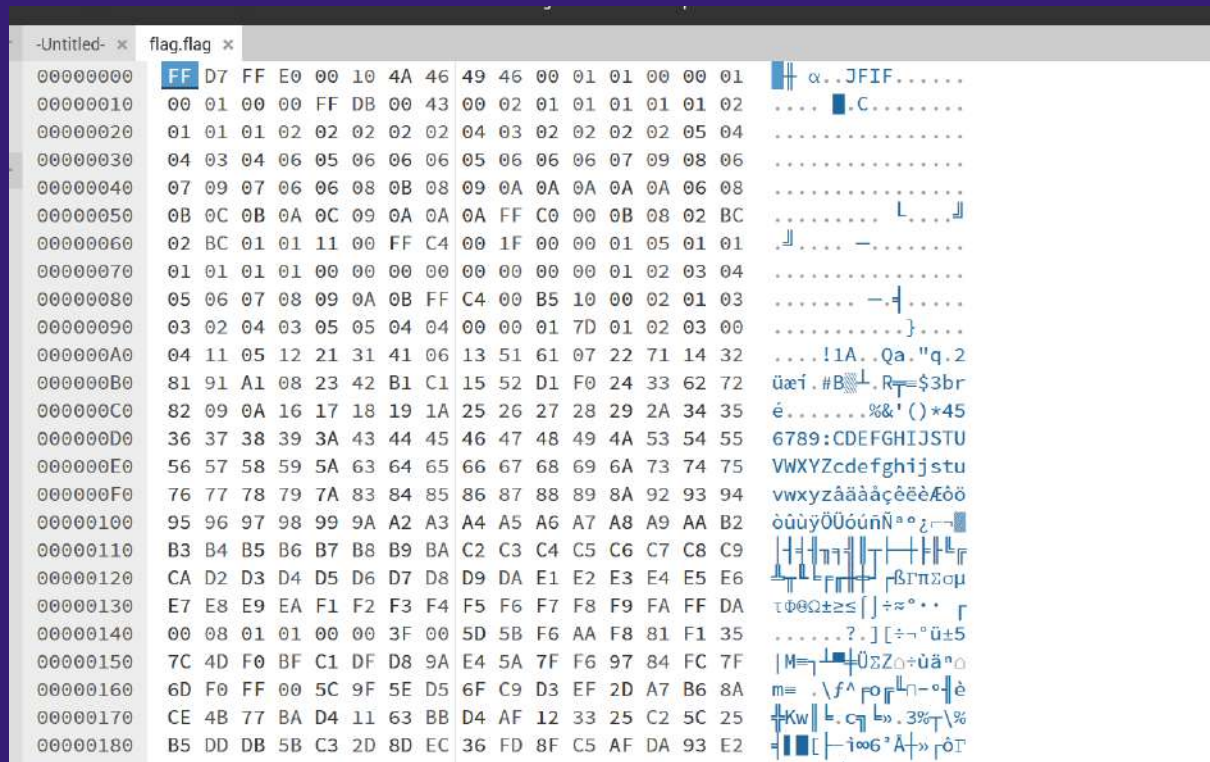 -Untitled- × flag.flag ×
00000000 FF D7 FF E0 00 10 4A 46 49 46 00 01 01 00 00 01 █╫ α..JFIF......
00000010 00 01 00 00 FF DB 00 43 00 02 01 01 01 01 01 02 .... █.C........
00000020 01 01 01 02 02 02 02 02 04 03 02 02 02 02 05 04 ................
00000030 04 03 04 06 05 06 06 06 05 06 06 06 07 09 08 06 ................
00000040 07 09 07 06 06 08 0B 08 09 0A 0A 0A 0A 0A 06 08 ................
00000050 0B 0C 0B 0A 0C 09 0A 0A 0A FF C0 00 0B 08 02 BC ......... └....╝
00000060 02 BC 01 01 11 00 FF C4 00 1F 00 00 01 05 01 01 .╝.... ─........
00000070 01 01 01 01 00 00 00 00 00 00 00 00 01 02 03 04 ................
00000080 05 06 07 08 09 0A 0B FF C4 00 B5 10 00 02 01 03 ....... ─.╡.....
00000090 03 02 04 03 05 05 04 04 00 00 01 7D 01 02 03 00 ...........}....
000000A0 04 11 05 12 21 31 41 06 13 51 61 07 22 71 14 32 ....!1A..Qa."q.2
000000B0 81 91 A1 08 23 42 B1 C1 15 52 D1 F0 24 33 62 72 üæí.#B▒┴.R╤≡$3br
000000C0 82 09 0A 16 17 18 19 1A 25 26 27 28 29 2A 34 35 é.......%&'()*45
000000D0 36 37 38 39 3A 43 44 45 46 47 48 49 4A 53 54 55 6789:CDEFGHIJSTU
000000E0 56 57 58 59 5A 63 64 65 66 67 68 69 6A 73 74 75 VWXYZcdefghijstu
000000F0 76 77 78 79 7A 83 84 85 86 87 88 89 8A 92 93 94 vwxyzâäàåçêëèÆôö
00000100 95 96 97 98 99 9A A2 A3 A4 A5 A6 A7 A8 A9 AA B2 òûùÿÖÜóúñÑªº¿⌐¬▓
00000110 B3 B4 B5 B6 B7 B8 B9 BA C2 C3 C4 C5 C6 C7 C8 C9 │┤╡╢╖╕╣║┬├─┼╞╟╚╔
00000120 CA D2 D3 D4 D5 D6 D7 D8 D9 DA E1 E2 E3 E4 E5 E6 ╩╥╙╘╒╓╫╪┘┌ßΓπΣσµ
00000130 E7 E8 E9 EA F1 F2 F3 F4 F5 F6 F7 F8 F9 FA FF DA τΦΘΩ±≥≤⌠⌡÷≈°∙· ┌
00000140 00 08 01 01 00 00 3F 00 5D 5B F6 AA F8 81 F1 35 ......?.][÷¬°ü±5
00000150 7C 4D F0 BF C1 DF D8 9A E4 5A 7F F6 97 84 FC 7F |M≡┐┴▀╪ÜΣZ⌂÷ùäⁿ⌂
00000160 6D F0 FF 00 5C 9F 5E D5 6F C9 D3 EF 2D A7 B6 8A m≡ .\ƒ^╒o╔╙∩-º╢è
00000170 CE 4B 77 BA D4 11 63 BB D4 AF 12 33 25 C2 5C 25 ╬Kw║╘.c╗╘».3%┬\%
00000180 B5 DD DB 5B C3 2D 8D EC 36 FD 8F C5 AF DA 93 E2 ╡▌█[├-ì∞6²Å┼»┌ôΓ